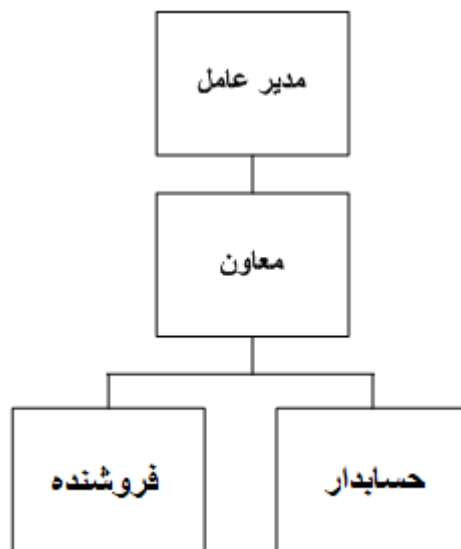 مدیر عامل
معاون
حسابدار
فروشنده